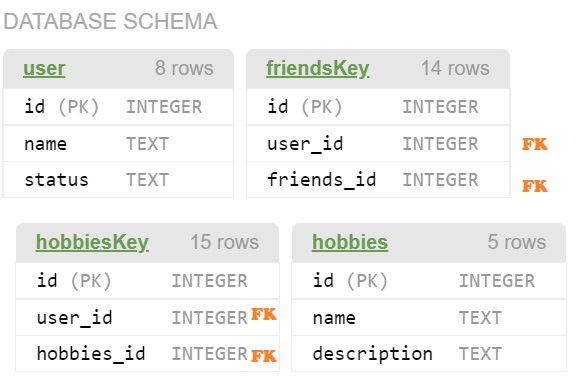 DATABASE SCHEMA
user 8 rows
id (PK) INTEGER
name TEXT
status TEXT
friendsKey 14 rows
id (PK) INTEGER
user_id INTEGER FK
friends_id INTEGER FK
hobbiesKey 15 rows
id (PK) INTEGER
user_id INTEGER FK
hobbies_id INTEGER FK
hobbies 5 rows
id (PK) INTEGER
name TEXT
description TEXT